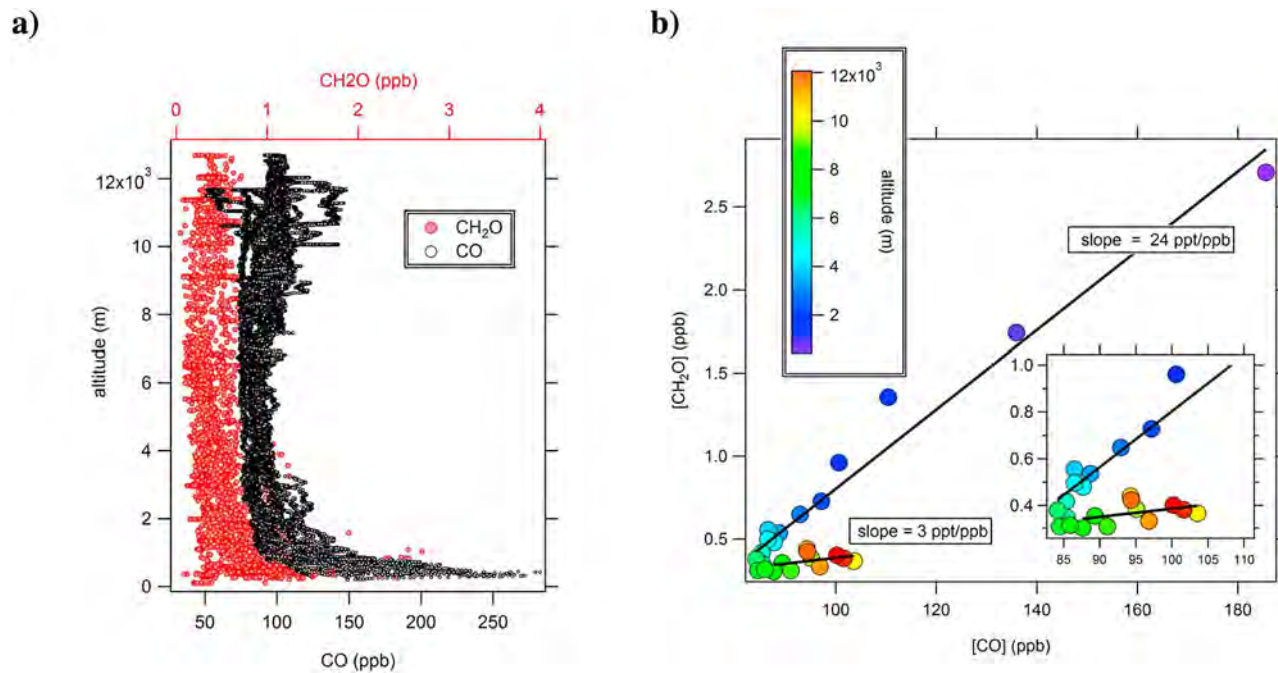 a)
CH2O (ppb)
0 1 2 3 4
12x10³
10
8
6
4
2
0
altitude (m)
CH₂O
CO
50 100 150 200 250
CO (ppb)
b)
12x10³
10
8
6
4
2
altitude (m)
2.5
2.0
1.5
1.0
0.5
[CH₂O] (ppb)
slope = 24 ppt/ppb
slope = 3 ppt/ppb
1.0
0.8
0.6
0.4
85 90 95 100 105 110
100 120 140 160 180
[CO] (ppb)